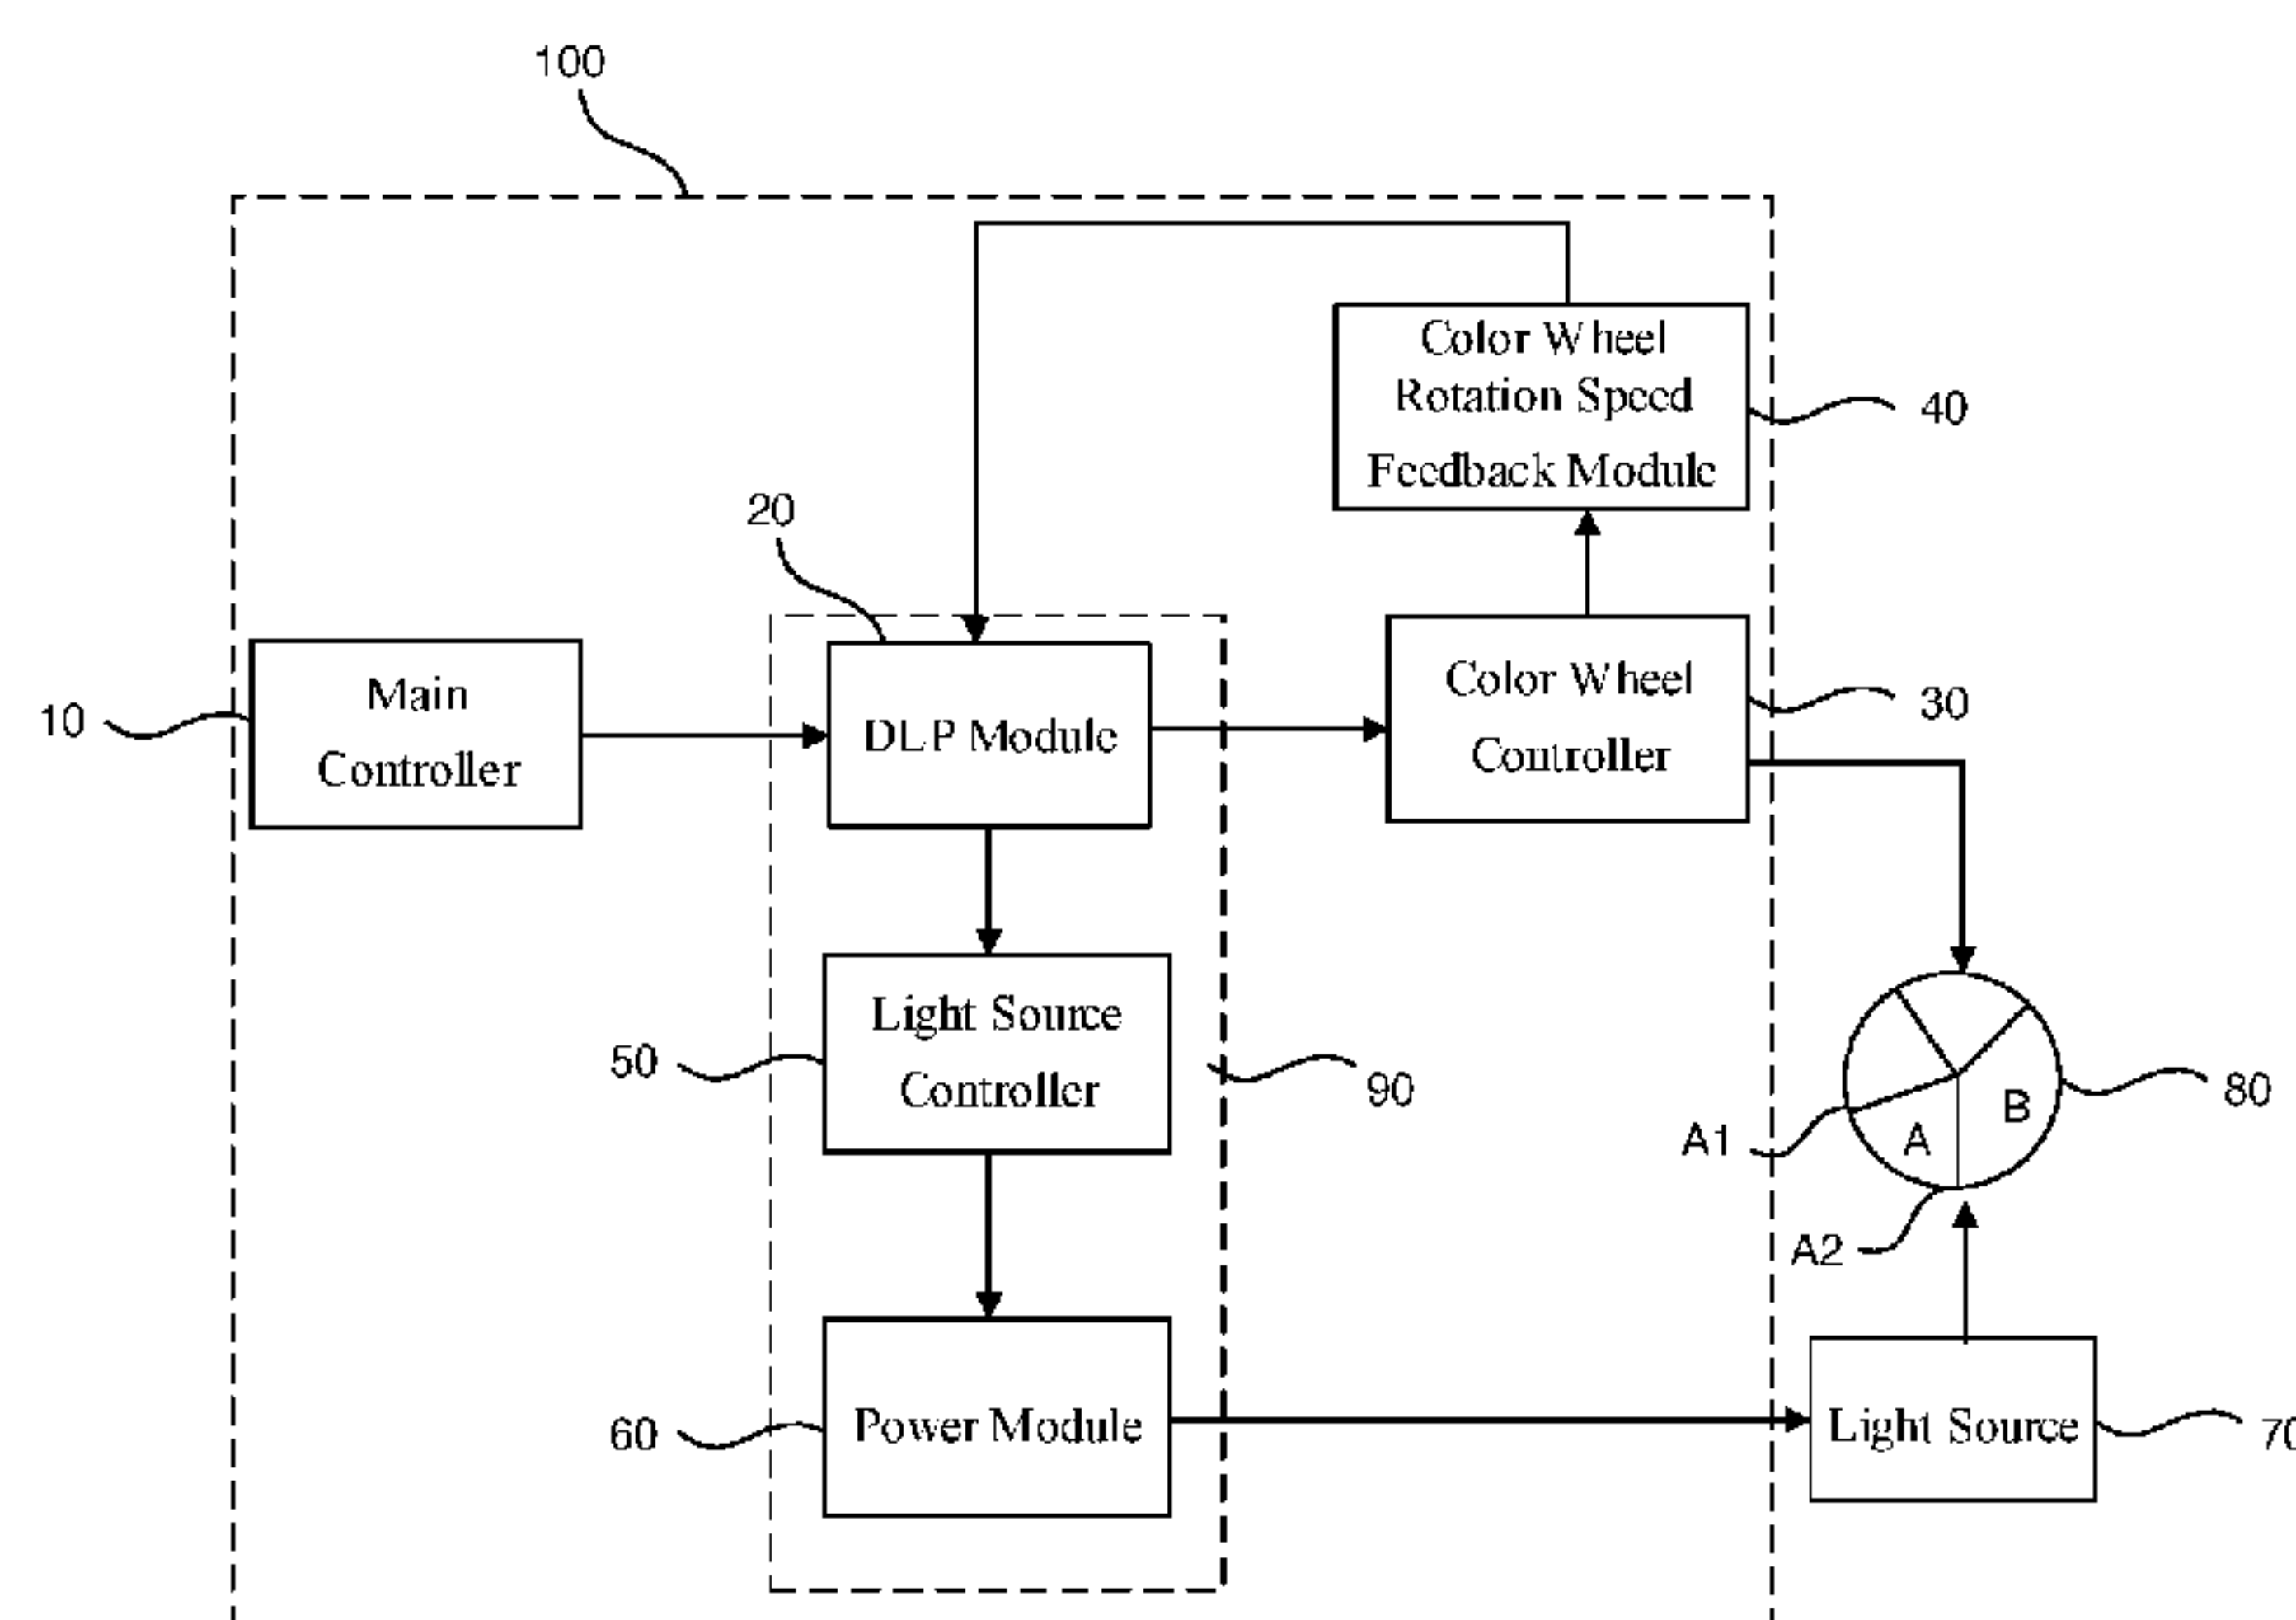 100
Color Wheel
Rotation Speed
Feedback Module
40
20
Main
Controller
10
DLP Module
Color Wheel
Controller
30
Light Source
Controller
50
90
80
B
A
A1
A2
Power Module
60
Light Source
70